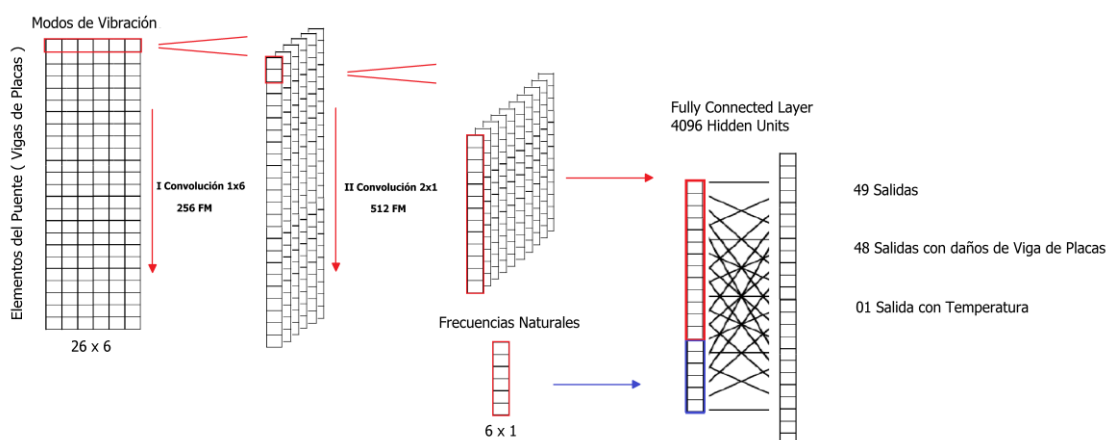 Modos de Vibración
Elementos del Puente ( Vigas de Placas )
I Convolución 1x6
256 FM
26 x 6
II Convolución 2x1
512 FM
Frecuencias Naturales
6 x 1
Fully Connected Layer
4096 Hidden Units
49 Salidas
48 Salidas con daños de Viga de Placas
01 Salida con Temperatura